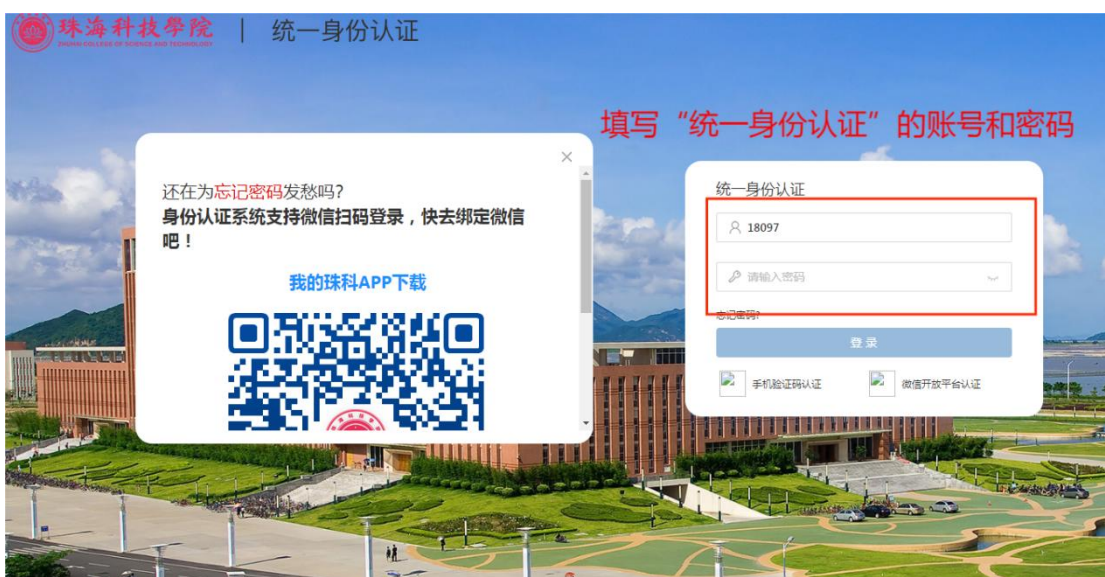 珠海科技學院 | 统一身份认证
ZHUHAI COLLEGE OF SCIENCE AND TECHNOLOGY
填写“统一身份认证”的账号和密码
还在为忘记密码发愁吗?
身份认证系统支持微信扫码登录，快去绑定微信
吧！
我的珠科APP下载
统一身份认证
18097
请输入密码
忘记密码?
登录
手机验证码认证
微信开放平台认证